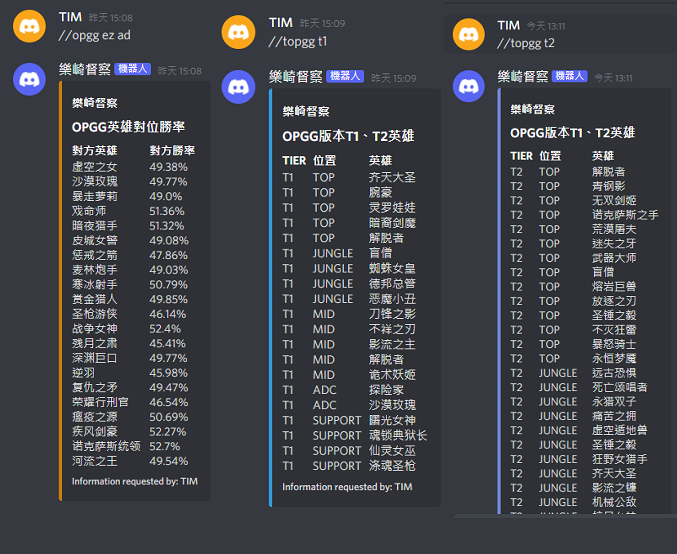 TIM 昨天 15:08
//opgg ez ad
樂崎督察 機器人 昨天 15:08
樂崎督察
OPGG英雄對位勝率
對方英雄 對方勝率
虚空之女 49.38%
沙漠玫瑰 49.77%
暴走萝莉 49.0%
戏命师 51.36%
暗夜猎手 51.32%
皮城女警 49.08%
惩戒之箭 47.86%
麦林炮手 49.03%
寒冰射手 50.79%
赏金猎人 49.85%
圣枪游侠 46.14%
战争女神 52.4%
残月之肃 45.41%
深渊巨口 49.77%
逆羽 45.98%
复仇之矛 49.47%
荣耀行刑官 46.54%
瘟疫之源 50.69%
疾风剑豪 52.27%
诺克萨斯统领 52.7%
河流之王 49.54%
Information requested by: TIM
TIM 昨天 15:09
//topgg t1
樂崎督察 機器人 昨天 15:09
樂崎督察
OPGG版本T1、T2英雄
TIER 位置 英雄
T1 TOP 齐天大圣
T1 TOP 腕豪
T1 TOP 灵罗娃娃
T1 TOP 暗裔剑魔
T1 TOP 解脱者
T1 JUNGLE 盲僧
T1 JUNGLE 蜘蛛女皇
T1 JUNGLE 德邦总管
T1 JUNGLE 恶魔小丑
T1 MID 刀锋之影
T1 MID 不祥之刃
T1 MID 影流之主
T1 MID 解脱者
T1 MID 诡术妖姬
T1 ADC 探险家
T1 ADC 沙漠玫瑰
T1 SUPPORT 曙光女神
T1 SUPPORT 魂锁典狱长
T1 SUPPORT 仙灵女巫
T1 SUPPORT 涤魂圣枪
Information requested by: TIM
TIM 今天 13:11
//topgg t2
樂崎督察 機器人 今天 13:11
樂崎督察
OPGG版本T1、T2英雄
TIER 位置 英雄
T2 TOP 解脱者
T2 TOP 青钢影
T2 TOP 无双剑姬
T2 TOP 诺克萨斯之手
T2 TOP 荒漠屠夫
T2 TOP 迷失之牙
T2 TOP 武器大师
T2 TOP 盲僧
T2 TOP 熔岩巨兽
T2 TOP 放逐之刃
T2 TOP 圣锤之毅
T2 TOP 不灭狂雷
T2 TOP 暴怒骑士
T2 TOP 永恒梦魇
T2 JUNGLE 远古恐惧
T2 JUNGLE 死亡颂唱者
T2 JUNGLE 永猎双子
T2 JUNGLE 痛苦之拥
T2 JUNGLE 虚空遁地兽
T2 JUNGLE 圣锤之毅
T2 JUNGLE 狂野女猎手
T2 JUNGLE 齐天大圣
T2 JUNGLE 影流之镰
T2 JUNGLE 机械公敌